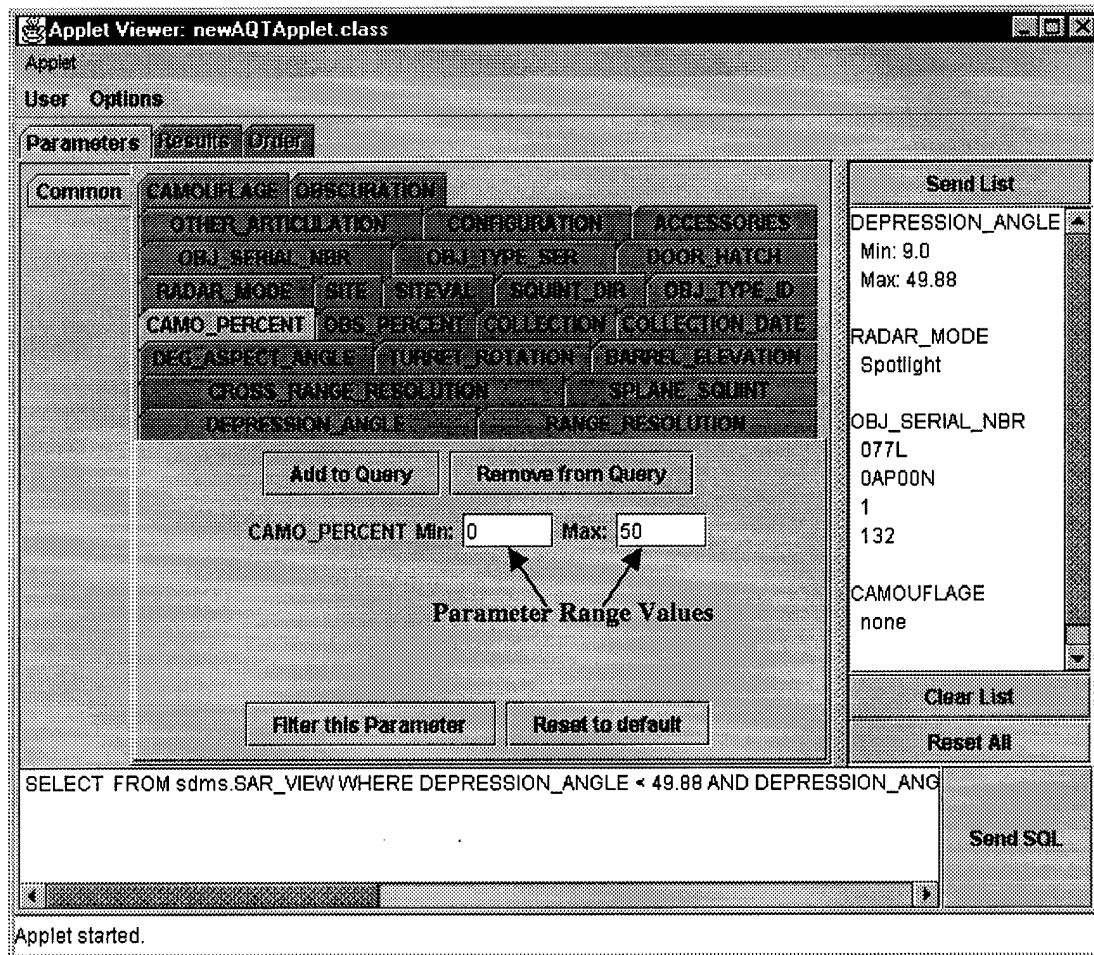 Applet Viewer: newAQTApplet.class
Applet
User Options
Parameters Results Order
Common
CAMOUFLAGE OBSCURATION
OTHER_ARTICULATION CONFIGURATION ACCESSORIES
OBJ_SERIAL_NBR OBJ_TYPE_SER DOOR_HATCH
RADAR_MODE SITE SITEVAL SQUINT_DIR OBJ_TYPE_ID
CAMO_PERCENT OBS_PERCENT COLLECTION COLLECTION_DATE
DEG_ASPECT_ANGLE TURRET_ROTATION BARREL_ELEVATION
CROSS_RANGE_RESOLUTION SPLANE_SQUINT
DEPRESSION_ANGLE RANGE_RESOLUTION
Add to Query Remove from Query
CAMO_PERCENT Min: 0 Max: 50
Parameter Range Values
Filter this Parameter Reset to default
Send List
DEPRESSION_ANGLE
Min: 9.0
Max: 49.88
RADAR_MODE
Spotlight
OBJ_SERIAL_NBR
077L
0AP00N
1
132
CAMOUFLAGE
none
Clear List
Reset All
SELECT FROM sdms.SAR_VIEW WHERE DEPRESSION_ANGLE < 49.88 AND DEPRESSION_ANG
Send SQL
Applet started.